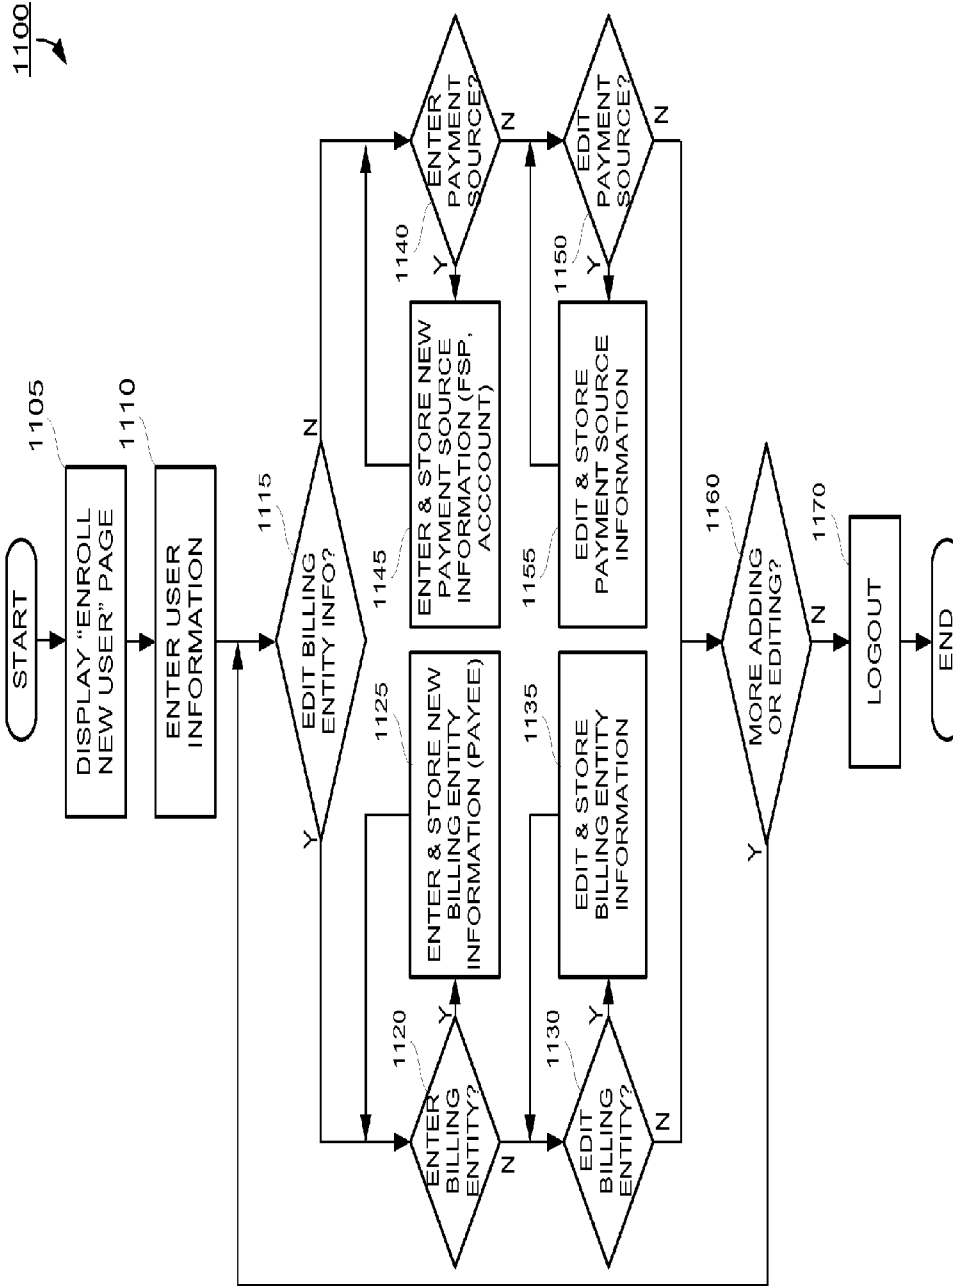 1100
START
1105
DISPLAY “ENROLL
NEW USER” PAGE
1110
ENTER USER
INFORMATION
1115
EDIT BILLING
ENTITY INFO?
Y
N
1120
ENTER
BILLING
ENTITY?
Y
N
1125
ENTER & STORE NEW
BILLING ENTITY
INFORMATION (PAYEE)
1130
EDIT
BILLING
ENTITY?
Y
N
1135
EDIT & STORE
BILLING ENTITY
INFORMATION
1140
ENTER
PAYMENT
SOURCE?
Y
N
1145
ENTER & STORE NEW
PAYMENT SOURCE
INFORMATION (FSP,
ACCCOUNT)
1150
EDIT
PAYMENT
SOURCE?
Y
N
1155
EDIT & STORE
PAYMENT SOURCE
INFORMATION
1160
MORE ADDING
OR EDITING?
Y
N
1170
LOGOUT
END